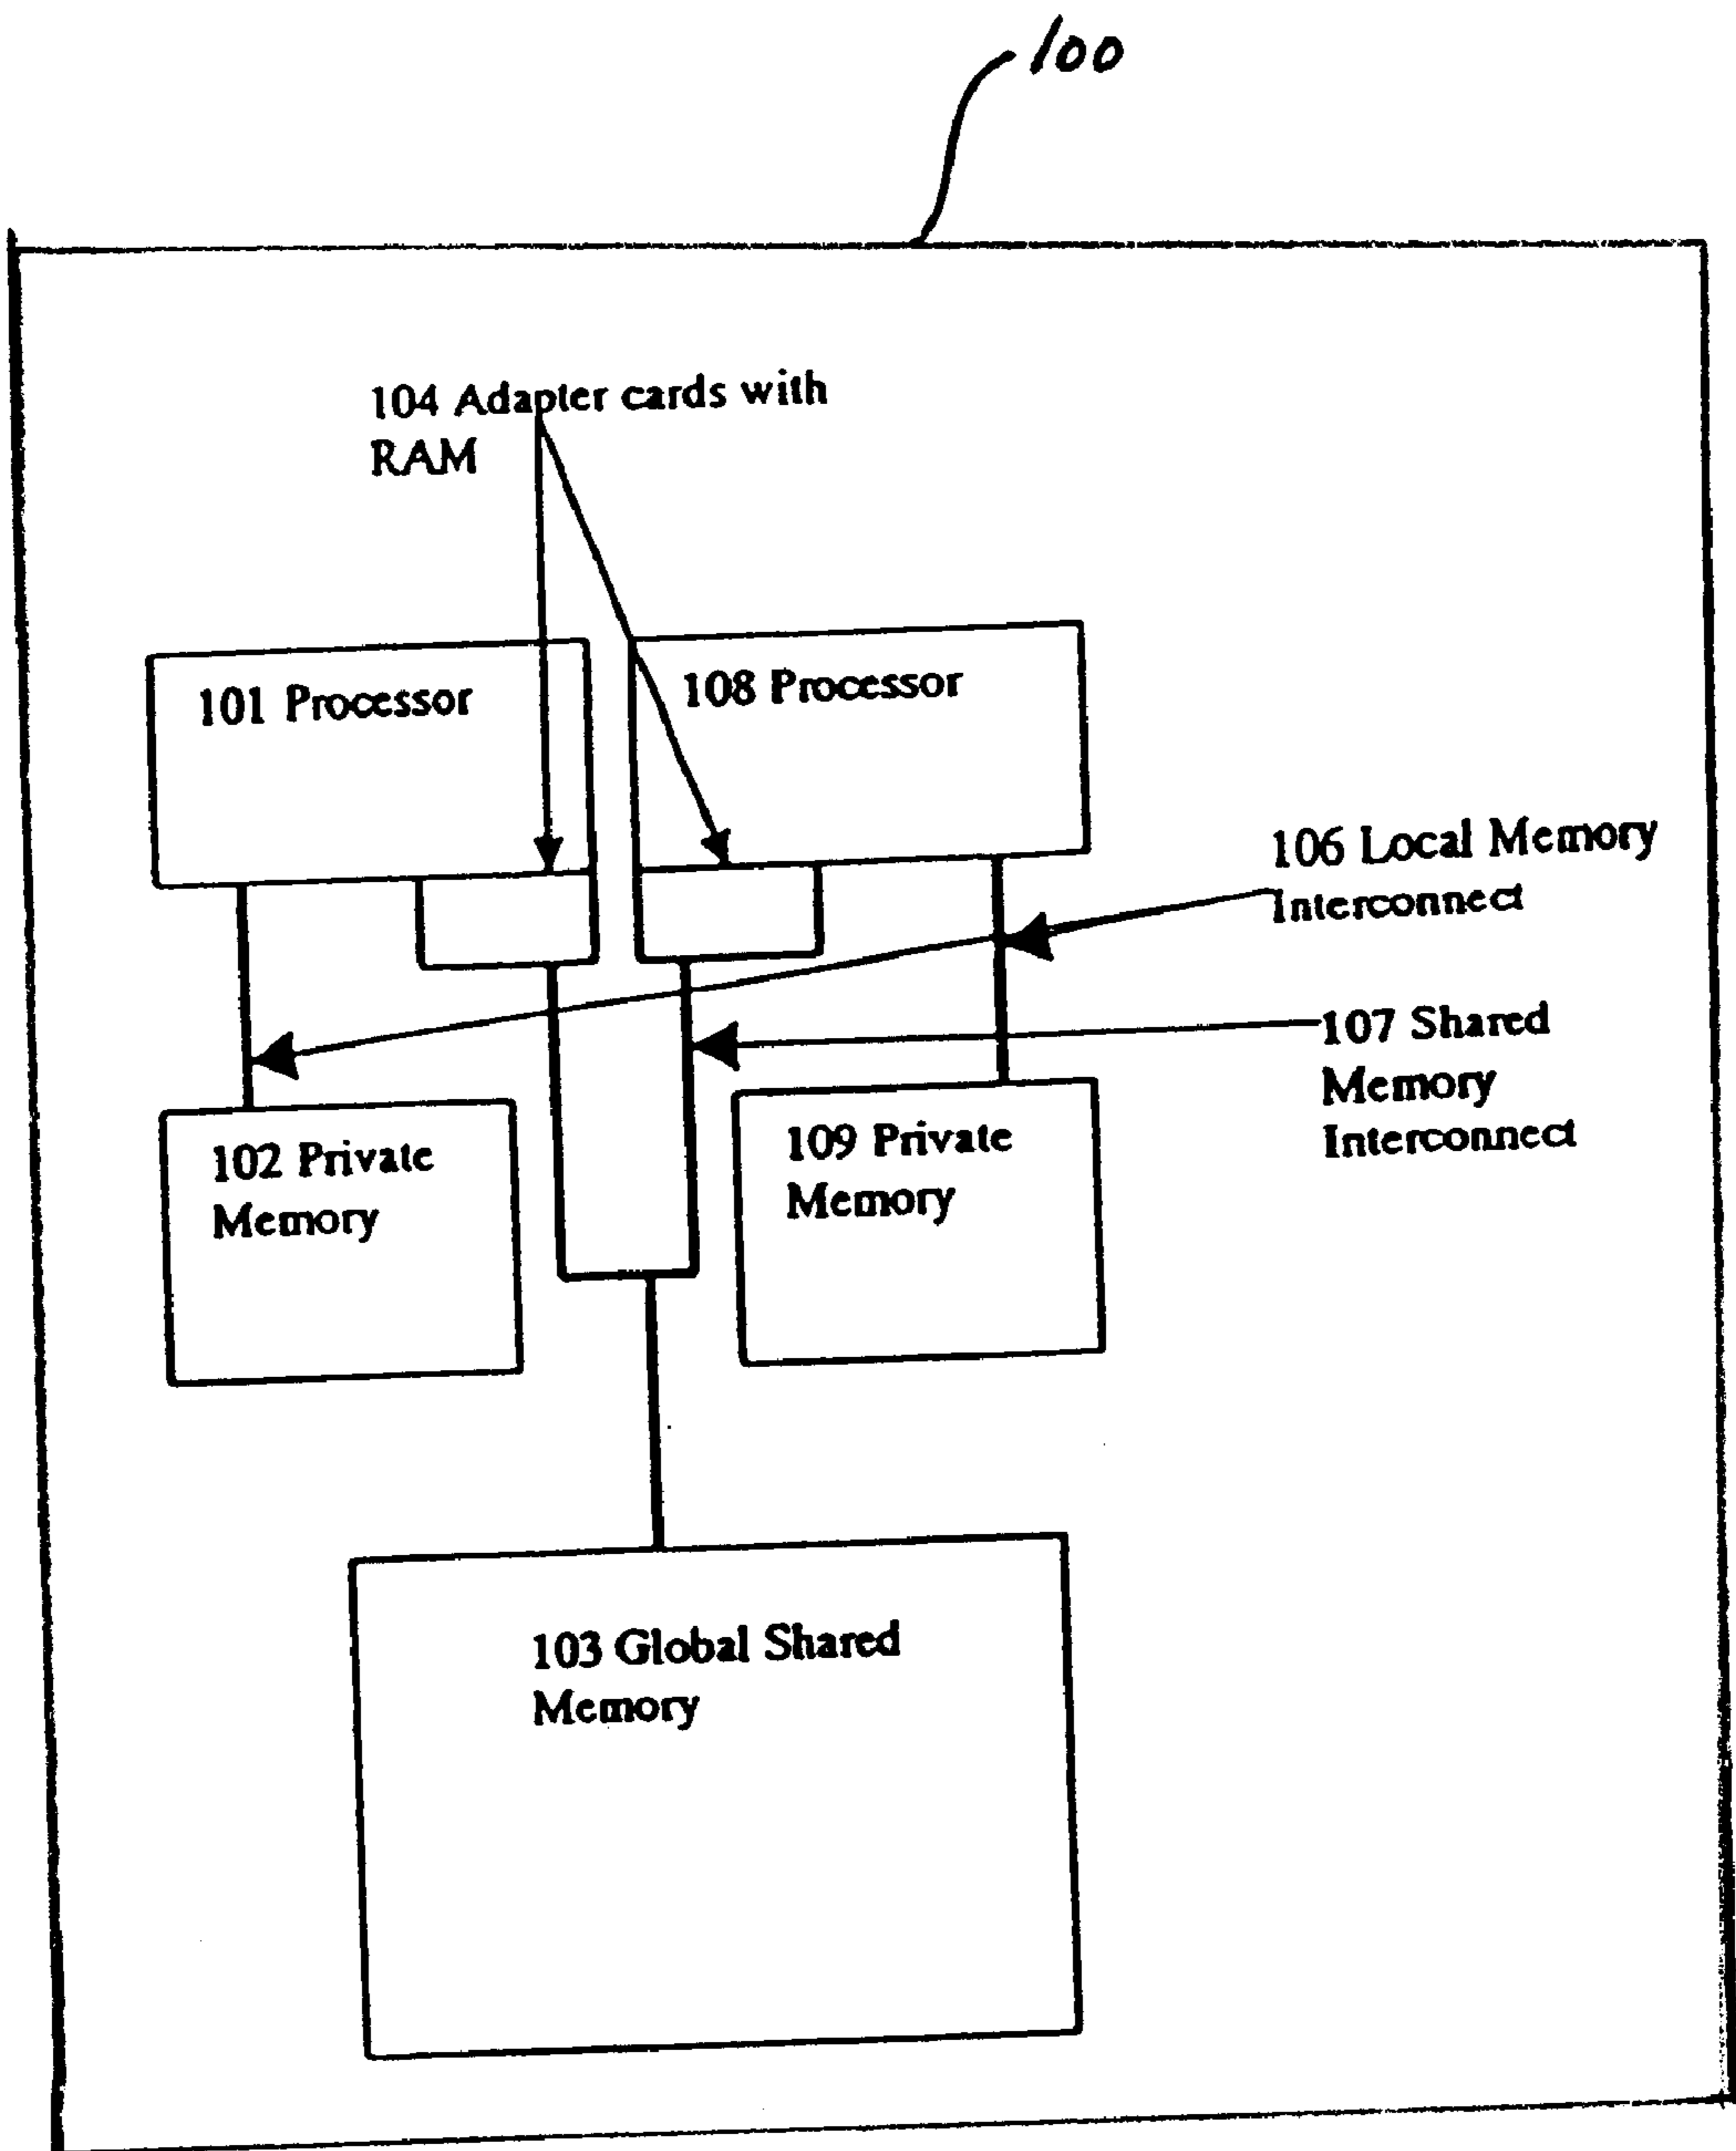 100
104 Adapter cards with
RAM
101 Processor
108 Processor
106 Local Memory
Interconnect
107 Shared
Memory
Interconnect
102 Private
Memory
109 Private
Memory
103 Global Shared
Memory